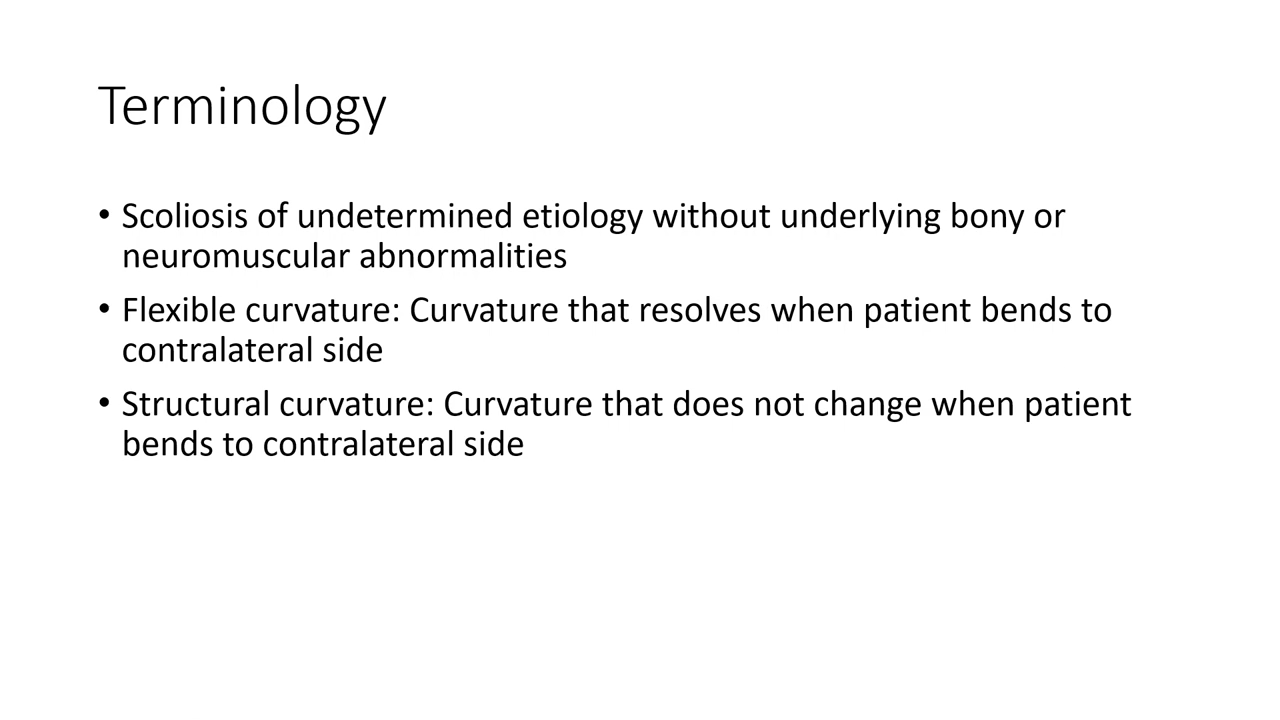 Terminology
• Scoliosis of undetermined etiology without underlying bony or
neuromuscular abnormalities
• Flexible curvature: Curvature that resolves when patient bends to
contralateral side
• Structural curvature: Curvature that does not change when patient
bends to contralateral side